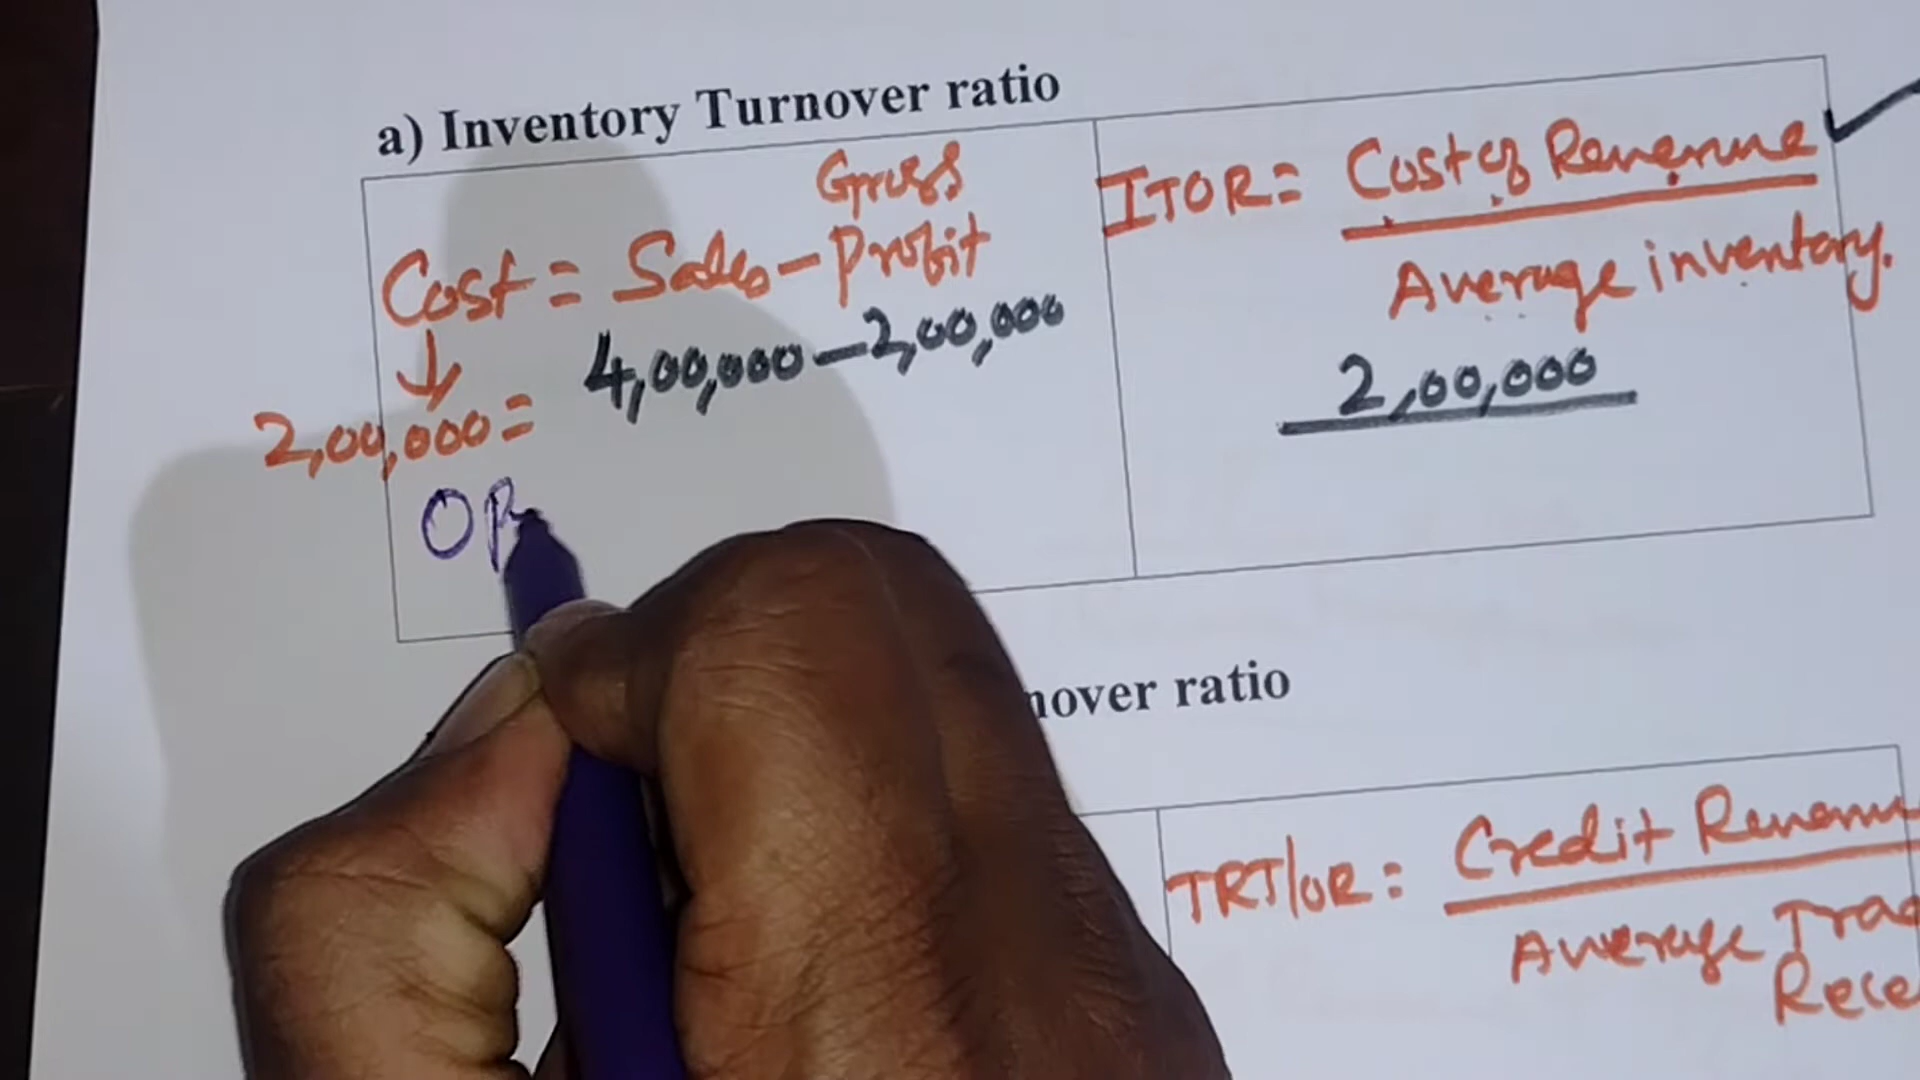 a) Inventory Turnover ratio
Gross
Cost = Sales - Profit
2,00,000 = 4,00,000 - 2,00,000
OP
ITOR = Cost of Revenue
Average inventory.
2,00,000
nover ratio
TRT/OR = Credit Revenu
Average Trad
Rece